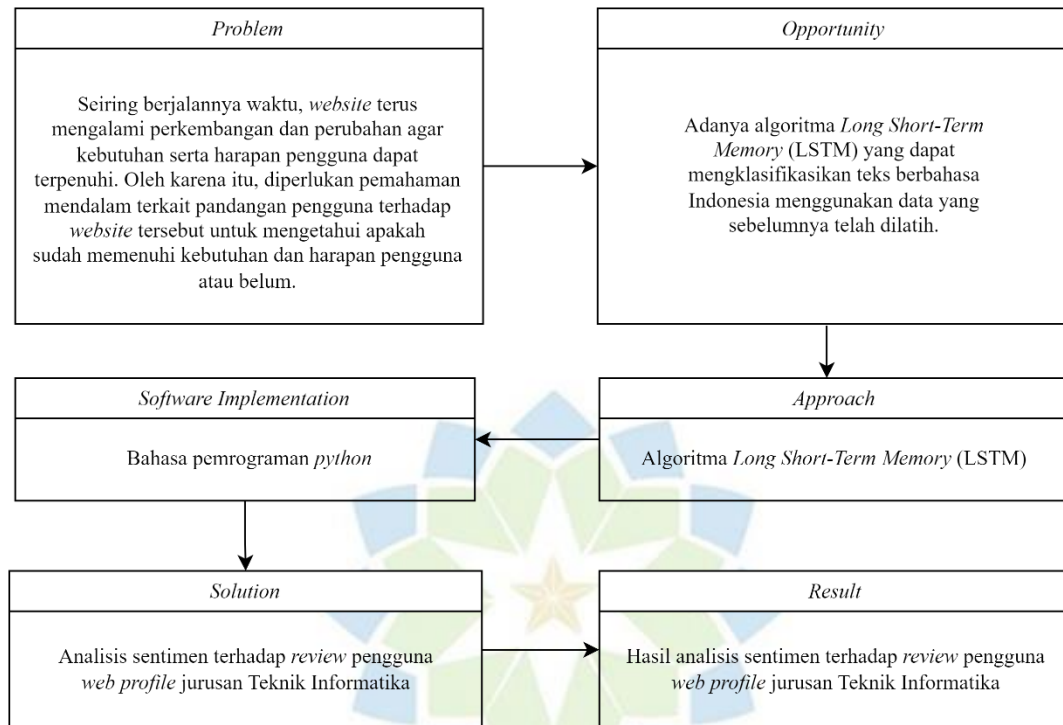 Problem
Seiring berjalannya waktu, website terus
mengalami perkembangan dan perubahan agar
kebutuhan serta harapan pengguna dapat
terpenuhi. Oleh karena itu, diperlukan pemahaman
mendalam terkait pandangan pengguna terhadap
website tersebut untuk mengetahui apakah
sudah memenuhi kebutuhan dan harapan pengguna
atau belum.
Opportunity
Adanya algoritma Long Short-Term
Memory (LSTM) yang dapat
mengklasifikasikan teks berbahasa
Indonesia menggunakan data yang
sebelumnya telah dilatih.
Approach
Algoritma Long Short-Term Memory (LSTM)
Software Implementation
Bahasa pemrograman python
Solution
Analisis sentimen terhadap review pengguna
web profile jurusan Teknik Informatika
Result
Hasil analisis sentimen terhadap review pengguna
web profile jurusan Teknik Informatika